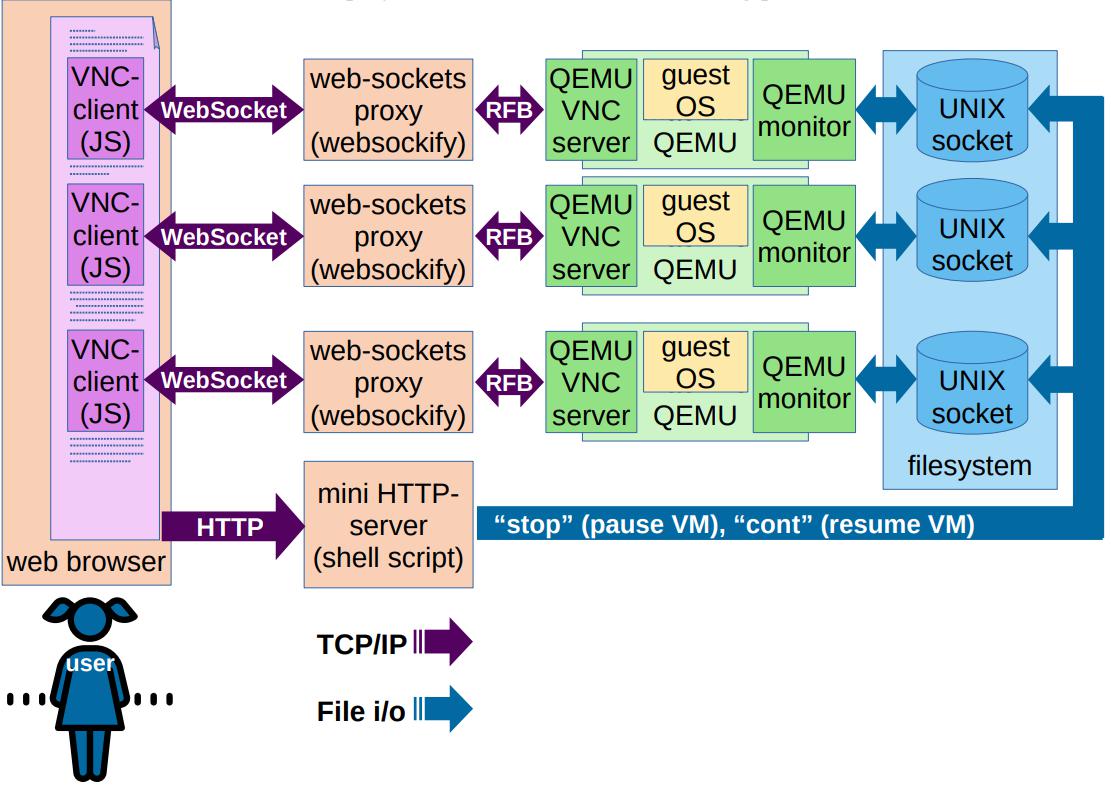 VNC-
client
(JS)
WebSocket
web-sockets
proxy
(websockify)
RFB
QEMU
VNC
server
guest
OS
QEMU
QEMU
monitor
UNIX
socket
VNC-
client
(JS)
WebSocket
web-sockets
proxy
(websockify)
RFB
QEMU
VNC
server
guest
OS
QEMU
QEMU
monitor
UNIX
socket
VNC-
client
(JS)
WebSocket
web-sockets
proxy
(websockify)
RFB
QEMU
VNC
server
guest
OS
QEMU
QEMU
monitor
UNIX
socket
filesystem
HTTP
mini HTTP-
server
(shell script)
“stop” (pause VM), “cont” (resume VM)
web browser
user
TCP/IP
File i/o